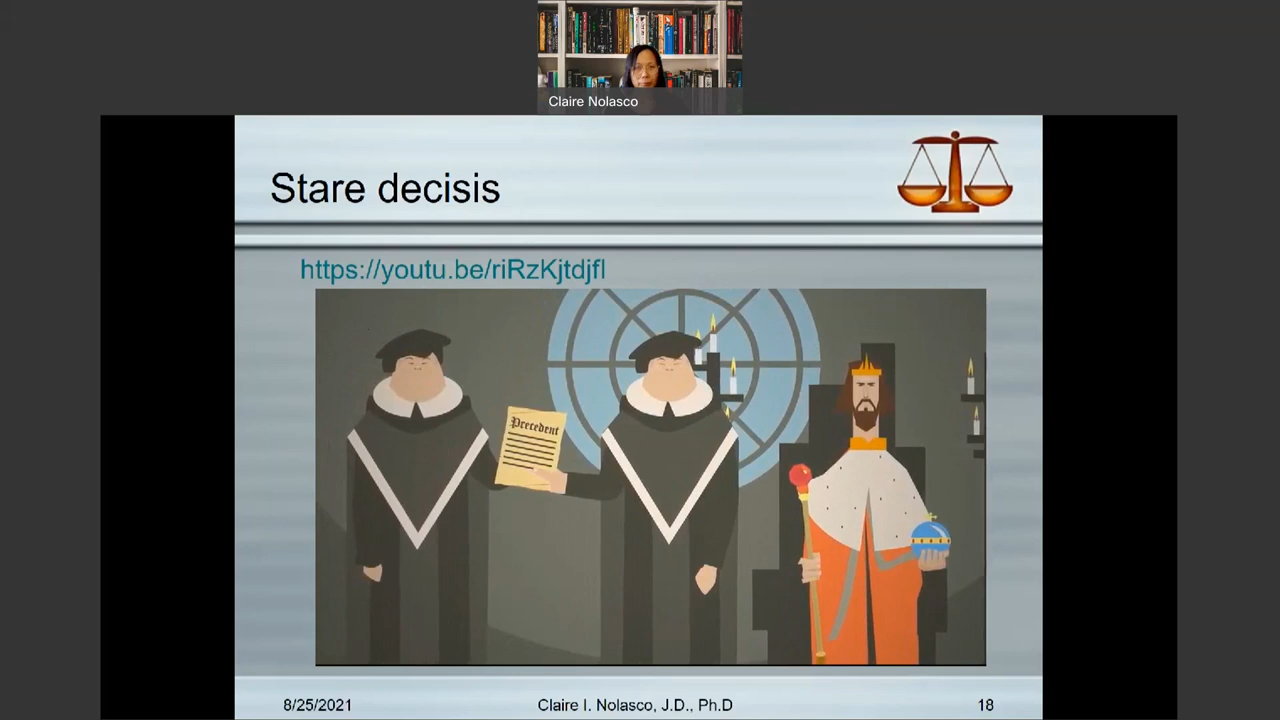 Claire Nolasco
Stare decisis
https://youtu.be/riRzKjtdjfI
Precedent
8/25/2021
Claire I. Nolasco, J.D., Ph.D
18